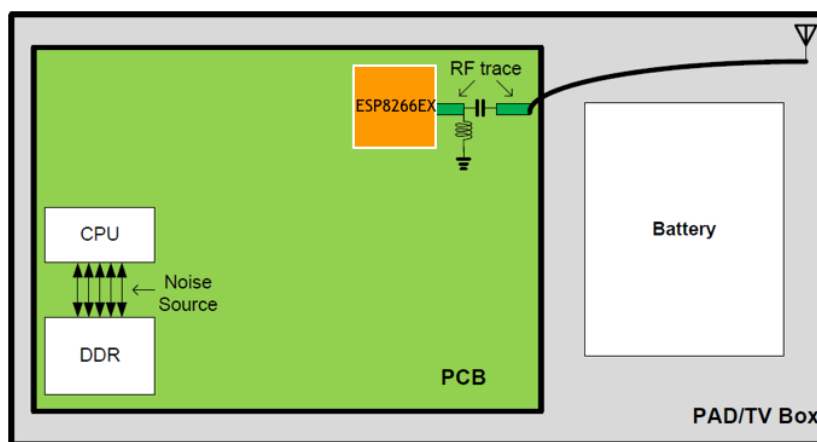 RF trace
ESP8266EX
CPU
Noise
Source
DDR
PCB
Battery
PAD/TV Box